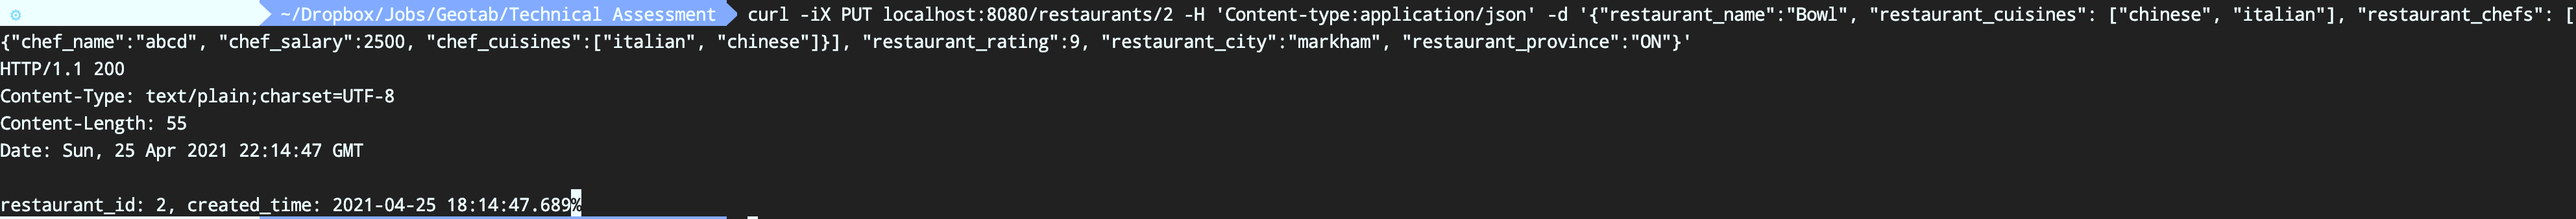 ~/Dropbox/Jobs/Geotab/Technical Assessment curl -iX PUT localhost:8080/restaurants/2 -H 'Content-type:application/json' -d '{"restaurant_name":"Bowl", "restaurant_cuisines": ["chinese", "italian"], "restaurant_chefs": [
{"chef_name":"abcd", "chef_salary":2500, "chef_cuisines":["italian", "chinese"]}], "restaurant_rating":9, "restaurant_city":"markham", "restaurant_province":"ON"}'
HTTP/1.1 200
Content-Type: text/plain;charset=UTF-8
Content-Length: 55
Date: Sun, 25 Apr 2021 22:14:47 GMT
restaurant_id: 2, created_time: 2021-04-25 18:14:47.689%